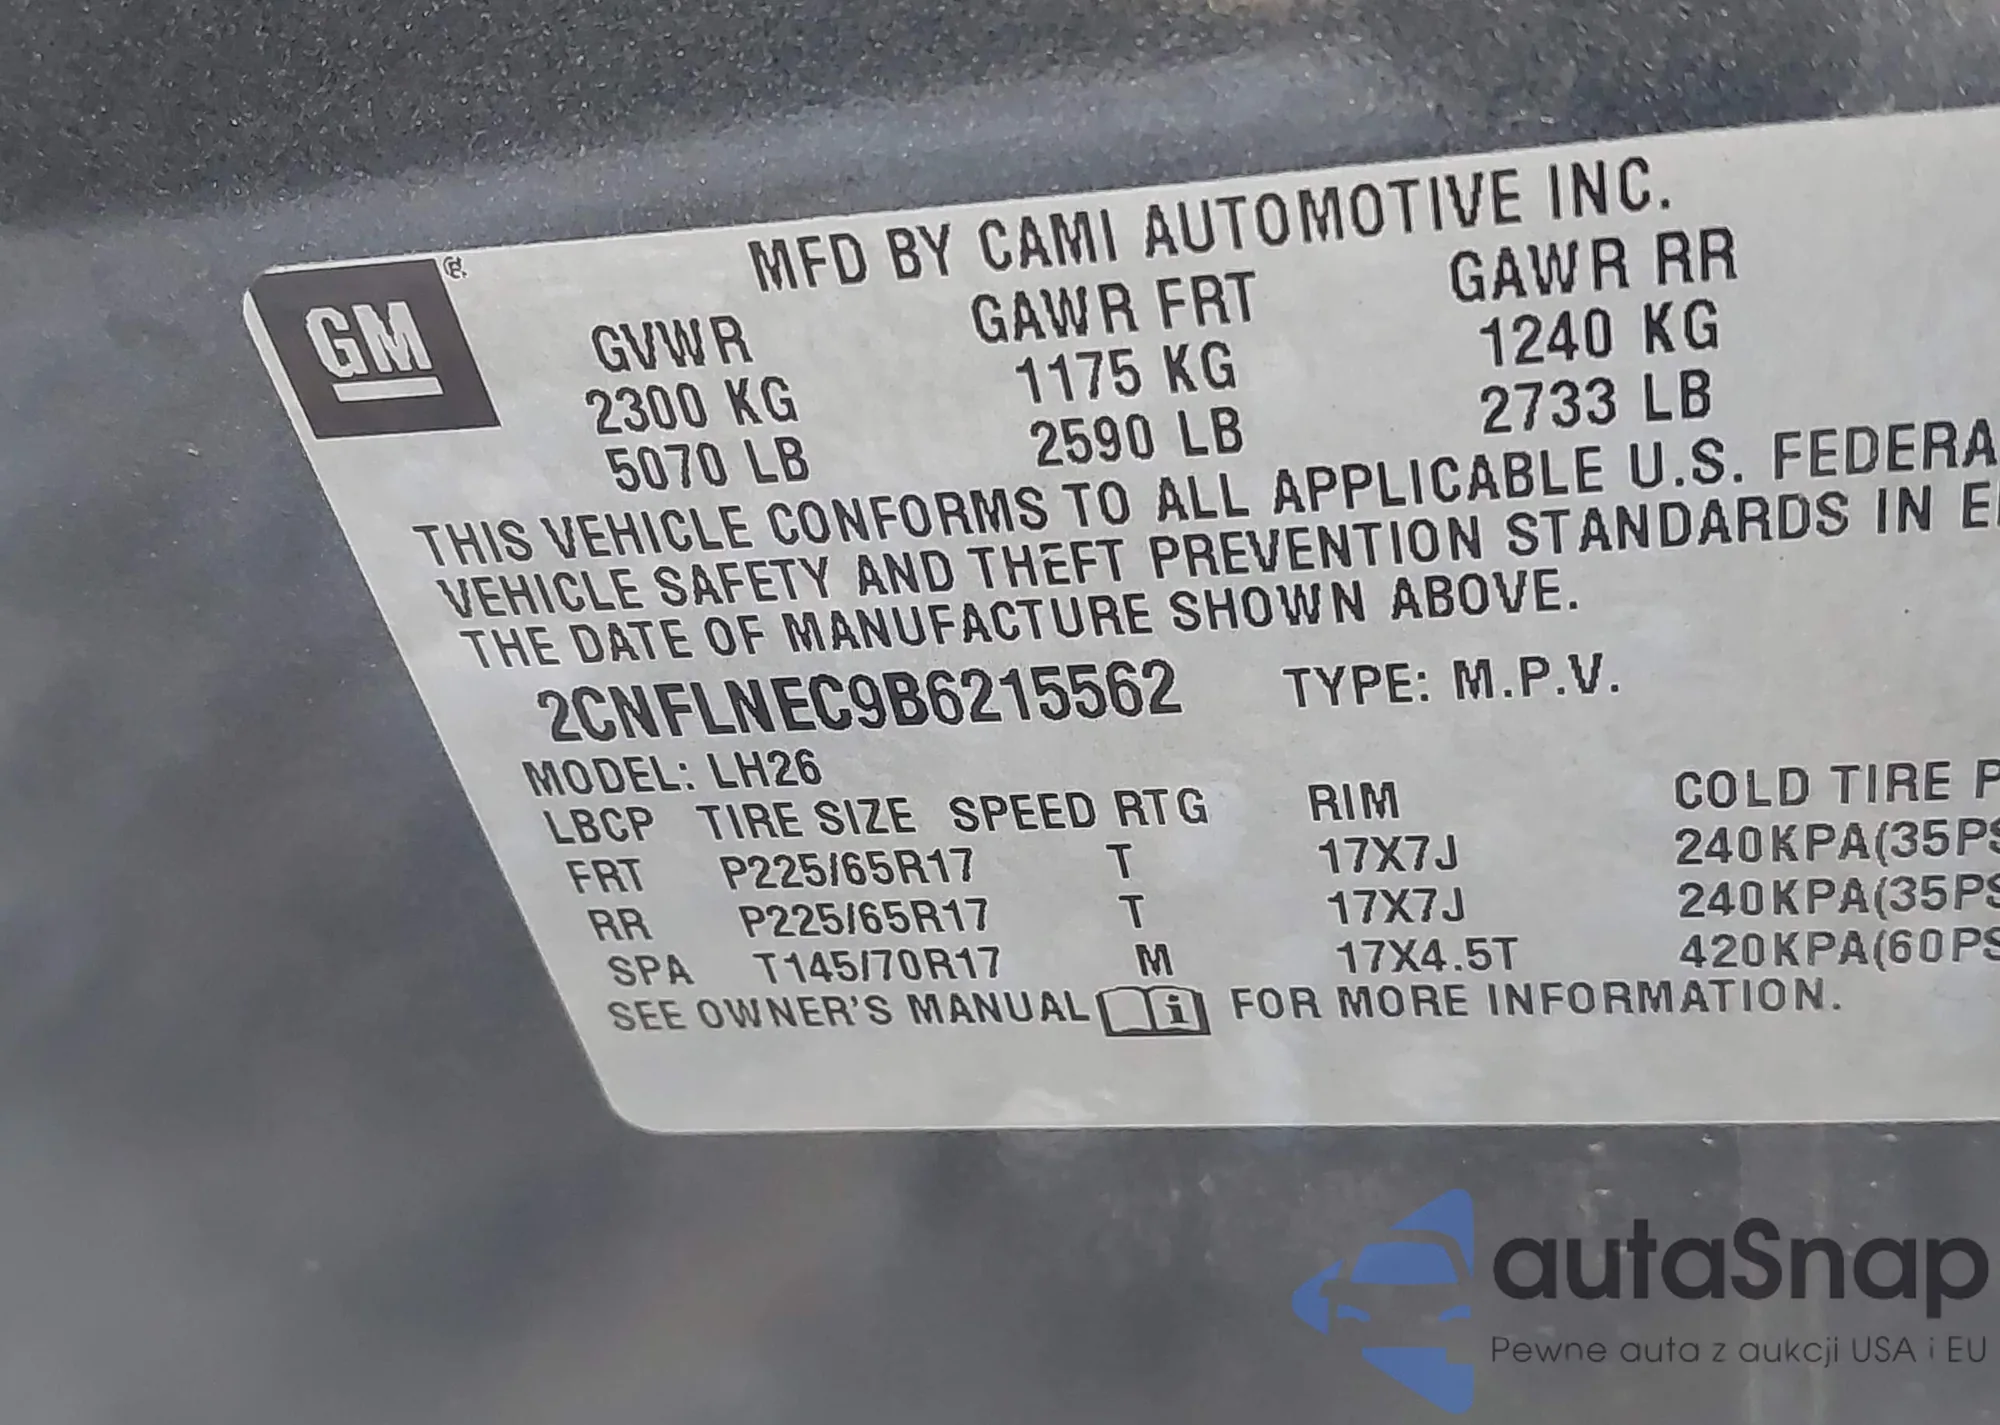 MFD BY CAMI AUTOMOTIVE INC.
GM
GVWR GAWR FRT GAWR RR
2300 KG 1175 KG 1240 KG
5070 LB 2590 LB 2733 LB
THIS VEHICLE CONFORMS TO ALL APPLICABLE U.S. FEDERA
VEHICLE SAFETY AND THEFT PREVENTION STANDARDS IN
THE DATE OF MANUFACTURE SHOWN ABOVE.
2CNFLNEC9B6215562 TYPE: M.P.V.
MODEL: LH26
LBCP TIRE SIZE SPEED RTG RIM COLD TIRE P
FRT P225/65R17 T 17X7J 240KPA(35PS
RR P225/65R17 T 17X7J 240KPA(35PS
SPA T145/70R17 M 17X4.5T 420KPA(60PS
SEE OWNER'S MANUAL i FOR MORE INFORMATION.
autaSnap
Pewne auta z aukcji USA i EU